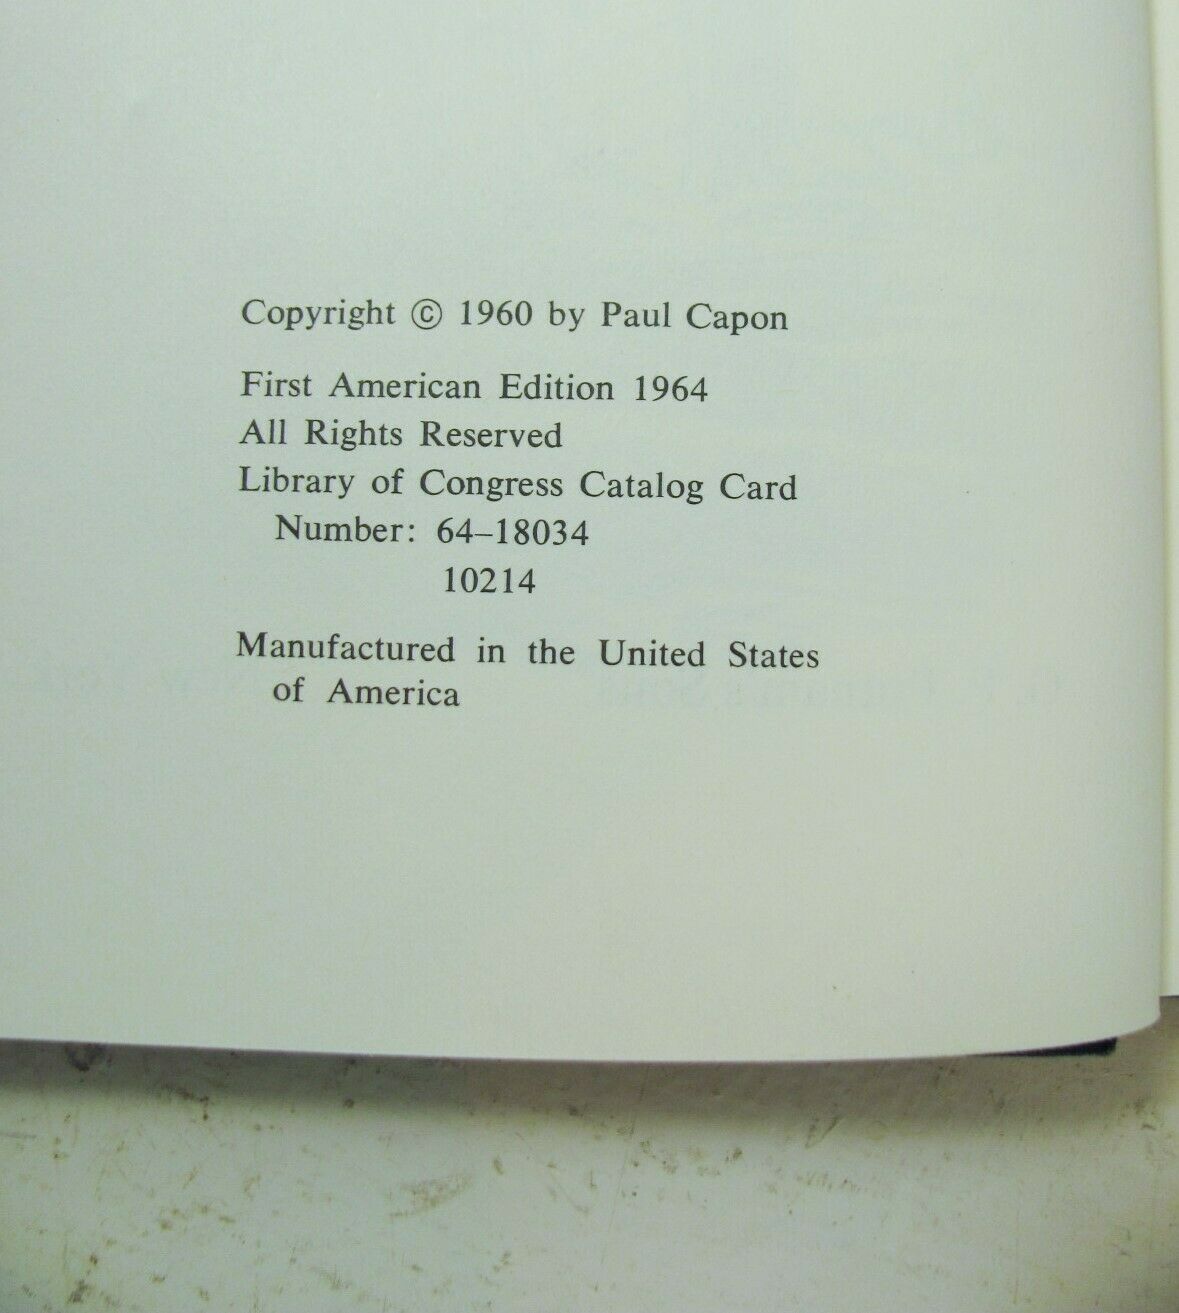 Copyright © 1960 by Paul Capon
First American Edition 1964
All Rights Reserved
Library of Congress Catalog Card
Number: 64–18034
10214
Manufactured in the United States
of America